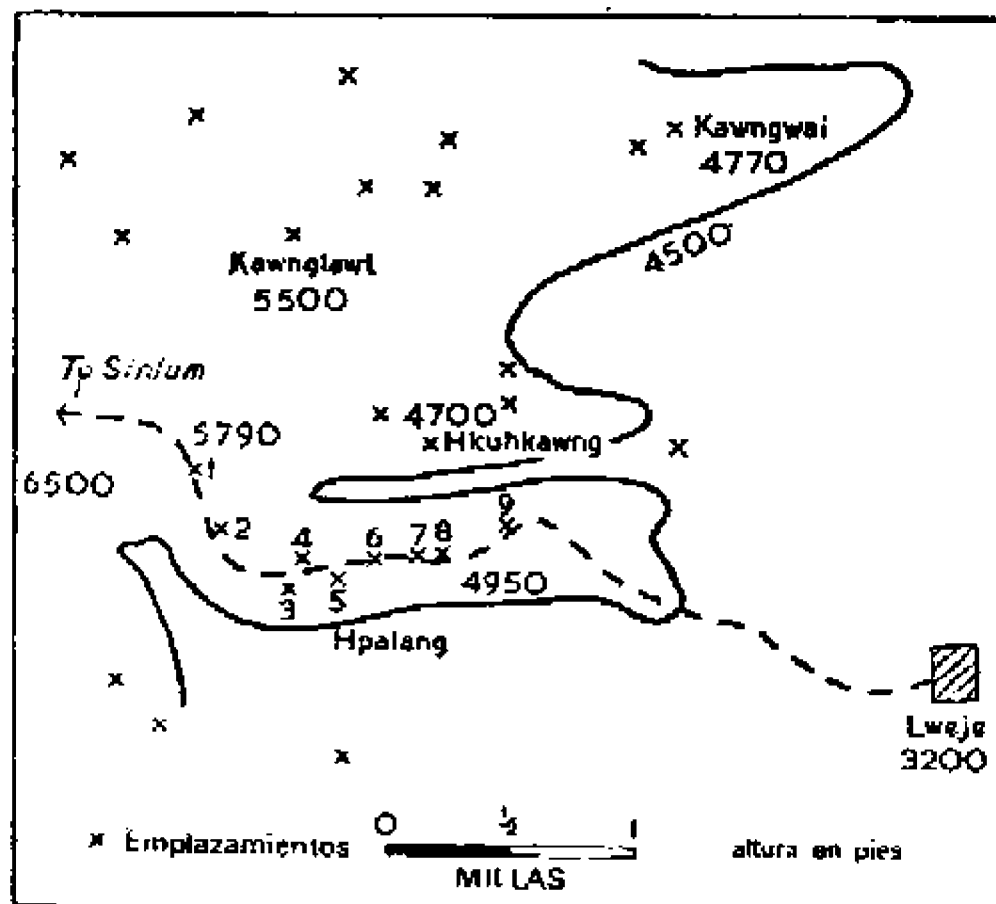 Kawngwai
4770
4500
Kawnglawt
5500
To Sinlum
4700
Hkuhkawng
5790
1
6500
2
9
4
6
7
8
3
5
4950
Hpalang
Lweje
3200
Emplazamientos
0
½
1
MILLAS
altura en pies